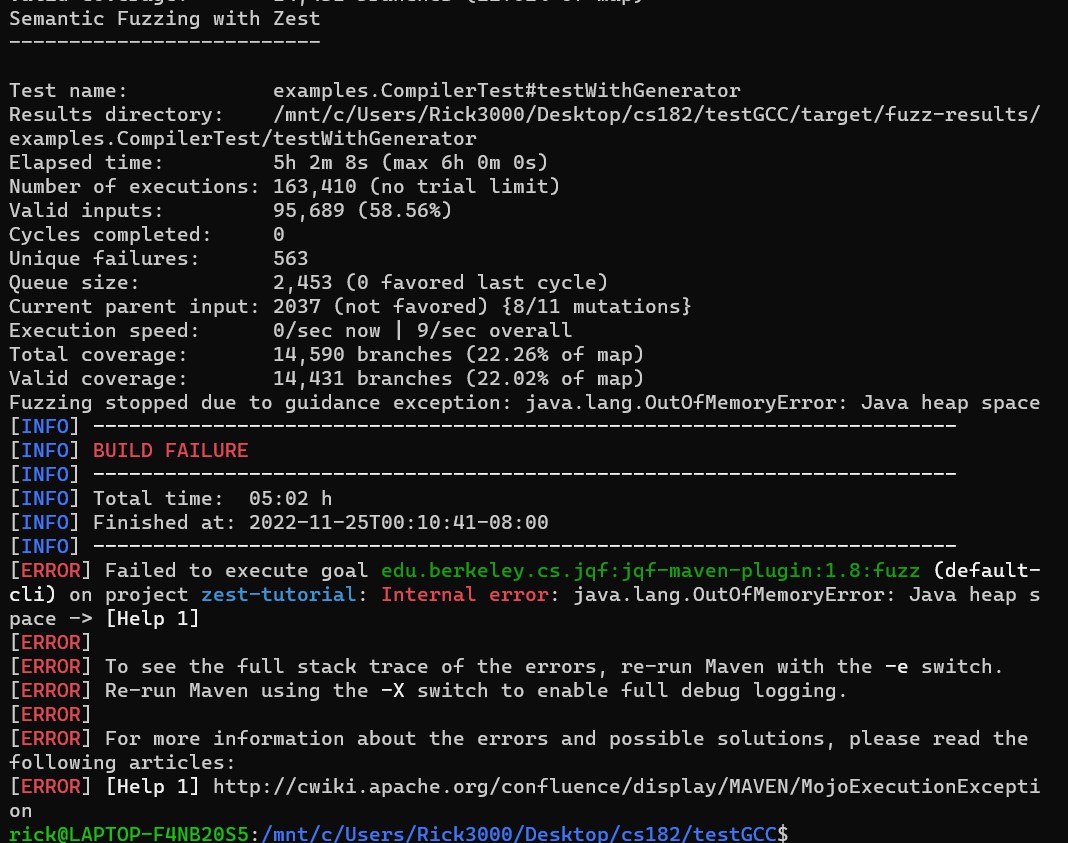 Semantic Fuzzing with Zest
--------------------------
Test name:            examples.CompilerTest#testWithGenerator
Results directory:    /mnt/c/Users/Rick3000/Desktop/cs182/testGCC/target/fuzz-results/
examples.CompilerTest/testWithGenerator
Elapsed time:         5h 2m 8s (max 6h 0m 0s)
Number of executions: 163,410 (no trial limit)
Valid inputs:         95,689 (58.56%)
Cycles completed:     0
Unique failures:      563
Queue size:           2,453 (0 favored last cycle)
Current parent input: 2037 (not favored) {8/11 mutations}
Execution speed:      0/sec now | 9/sec overall
Total coverage:       14,590 branches (22.26% of map)
Valid coverage:       14,431 branches (22.02% of map)
Fuzzing stopped due to guidance exception: java.lang.OutOfMemoryError: Java heap space
[INFO] ------------------------------------------------------------------------
[INFO] BUILD FAILURE
[INFO] ------------------------------------------------------------------------
[INFO] Total time:  05:02 h
[INFO] Finished at: 2022-11-25T00:10:41-08:00
[INFO] ------------------------------------------------------------------------
[ERROR] Failed to execute goal edu.berkeley.cs.jqf:jqf-maven-plugin:1.8:fuzz (default-
cli) on project zest-tutorial: Internal error: java.lang.OutOfMemoryError: Java heap s
pace -> [Help 1]
[ERROR]
[ERROR] To see the full stack trace of the errors, re-run Maven with the -e switch.
[ERROR] Re-run Maven using the -X switch to enable full debug logging.
[ERROR]
[ERROR] For more information about the errors and possible solutions, please read the
following articles:
[ERROR] [Help 1] http://cwiki.apache.org/confluence/display/MAVEN/MojoExecutionExcepti
on
rick@LAPTOP-F4NB20S5:/mnt/c/Users/Rick3000/Desktop/cs182/testGCC$